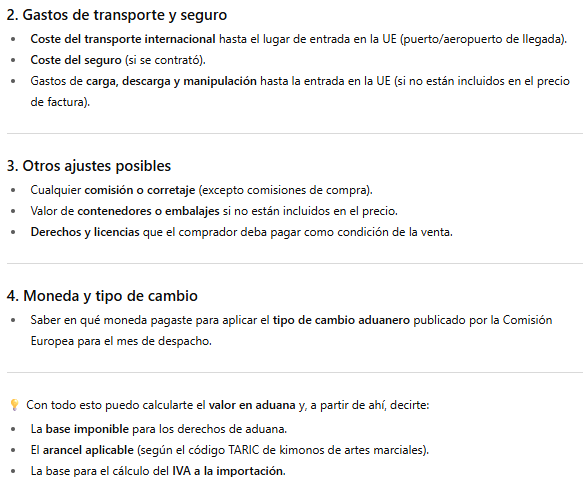 2. Gastos de transporte y seguro
• Coste del transporte internacional hasta el lugar de entrada en la UE (puerto/aeropuerto de llegada).
• Coste del seguro (si se contrató).
• Gastos de carga, descarga y manipulación hasta la entrada en la UE (si no están incluidos en el precio
de factura).
3. Otros ajustes posibles
• Cualquier comisión o corretaje (excepto comisiones de compra).
• Valor de contenedores o embalajes si no están incluidos en el precio.
• Derechos y licencias que el comprador deba pagar como condición de la venta.
4. Moneda y tipo de cambio
• Saber en qué moneda pagaste para aplicar el tipo de cambio aduanero publicado por la Comisión
Europea para el mes de despacho.
💡 Con todo esto puedo calcularte el valor en aduana y, a partir de ahí, decirte:
• La base imponible para los derechos de aduana.
• El arancel aplicable (según el código TARIC de kimonos de artes marciales).
• La base para el cálculo del IVA a la importación.